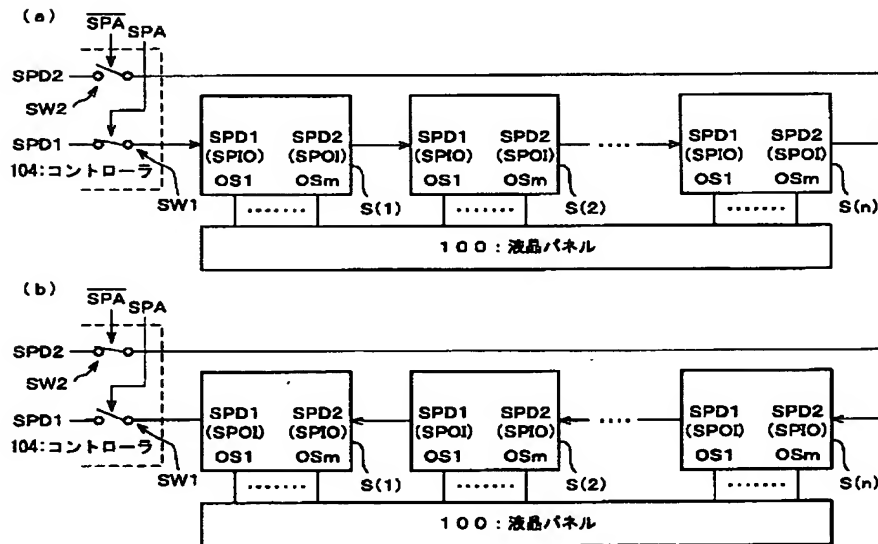 (a)
S̅P̅A̅ SPA
SPD2
SW2
SPD1
104:コントローラ
SW1
SPD1 SPD2 SPD1 SPD2 ‥‥ SPD1 SPD2
(SPIO) (SPOI) (SPIO) (SPOI) (SPIO) (SPOI)
OS1 OSm OS1 OSm OS1 OSm
S(1) S(2) S(n)
100:液晶パネル
(b)
S̅P̅A̅ SPA
SPD2
SW2
SPD1
104:コントローラ
SW1
SPD1 SPD2 SPD1 SPD2 ‥‥ SPD1 SPD2
(SPOI) (SPIO) (SPOI) (SPIO) (SPOI) (SPIO)
OS1 OSm OS1 OSm OS1 OSm
S(1) S(2) S(n)
100:液晶パネル